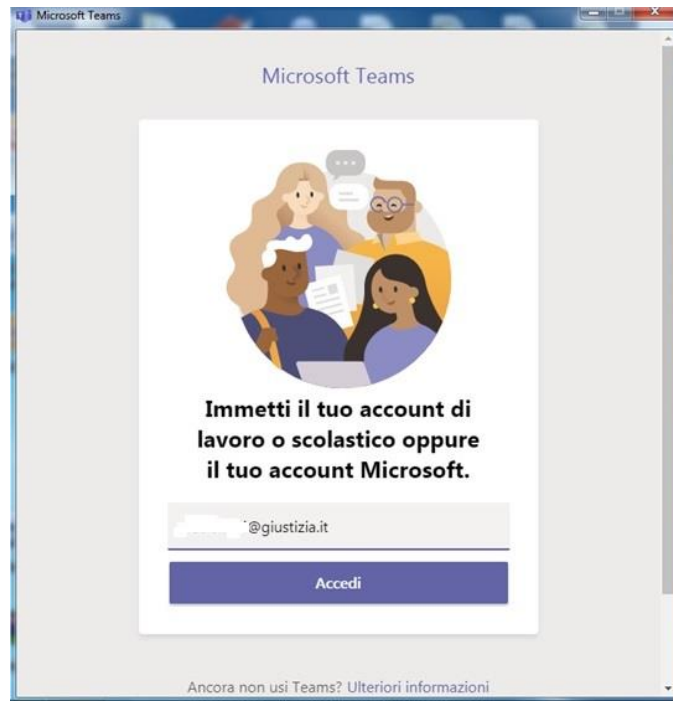 Microsoft Teams
Microsoft Teams
Immetti il tuo account di
lavoro o scolastico oppure
il tuo account Microsoft.
@giustizia.it
Accedi
Ancora non usi Teams? Ulteriori informazioni